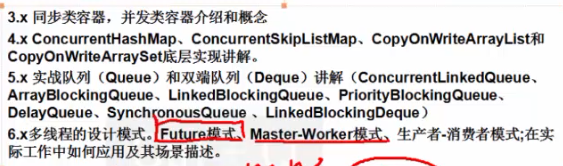 3.x 同步类容器，并发类容器介绍和概念
4.x ConcurrentHashMap、ConcurrentSkipListMap、CopyOnWriteArrayList和
CopyOnWriteArraySet底层实现讲解。
5.x 实战队列（Queue）和双端队列（Deque）讲解（ConcurrentLinkedQueue、
ArrayBlockingQueue、LinkedBlockingQueue、PriorityBlockingQueue、
DelayQueue、SynchronousQueue 、LinkedBlockingDeque）
6.x多线程的设计模式。Future模式、Master-Worker模式、生产者-消费者模式;在实
际工作中如何应用及其场景描述。